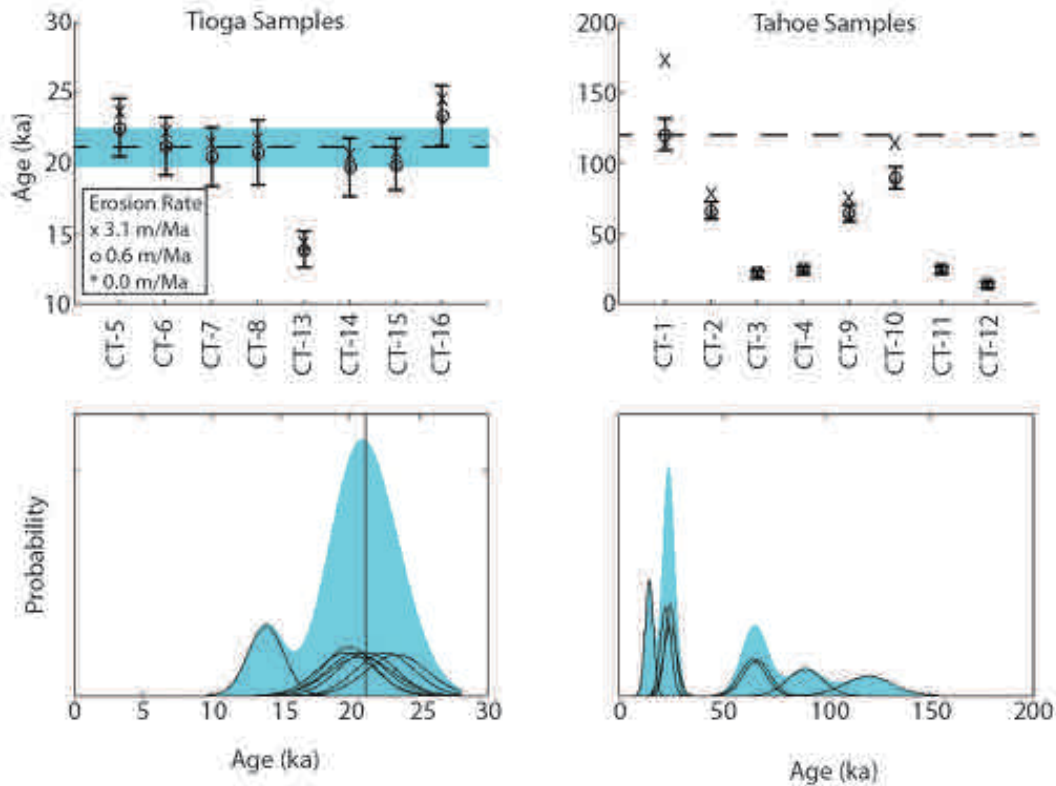 Tioga Samples
30
25
20
15
10
Age (ka)
Erosion Rate
x 3.1 m/Ma
o 0.6 m/Ma
* 0.0 m/Ma
CT-5
CT-6
CT-7
CT-8
CT-13
CT-14
CT-15
CT-16
Tahoe Samples
200
150
100
50
0
CT-1
CT-2
CT-3
CT-4
CT-9
CT-10
CT-11
CT-12
Probability
0 5 10 15 20 25 30
Age (ka)
0 50 100 150 200
Age (ka)